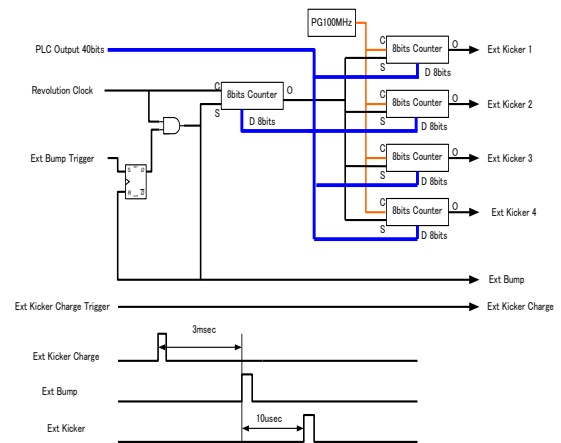 PG100MHz
PLC Output 40bits
C
8bits Counter
O
Ext Kicker 1
S
D 8bits
Revolution Clock
C
8bits Counter
O
S
D 8bits
C
8bits Counter
O
Ext Kicker 2
S
D 8bits
Ext Bump Trigger
S
Q
R
Q
C
8bits Counter
O
Ext Kicker 3
S
D 8bits
C
8bits Counter
O
Ext Kicker 4
S
D 8bits
Ext Bump
Ext Kicker Charge Trigger
Ext Kicker Charge
3msec
Ext Kicker Charge
Ext Bump
10usec
Ext Kicker